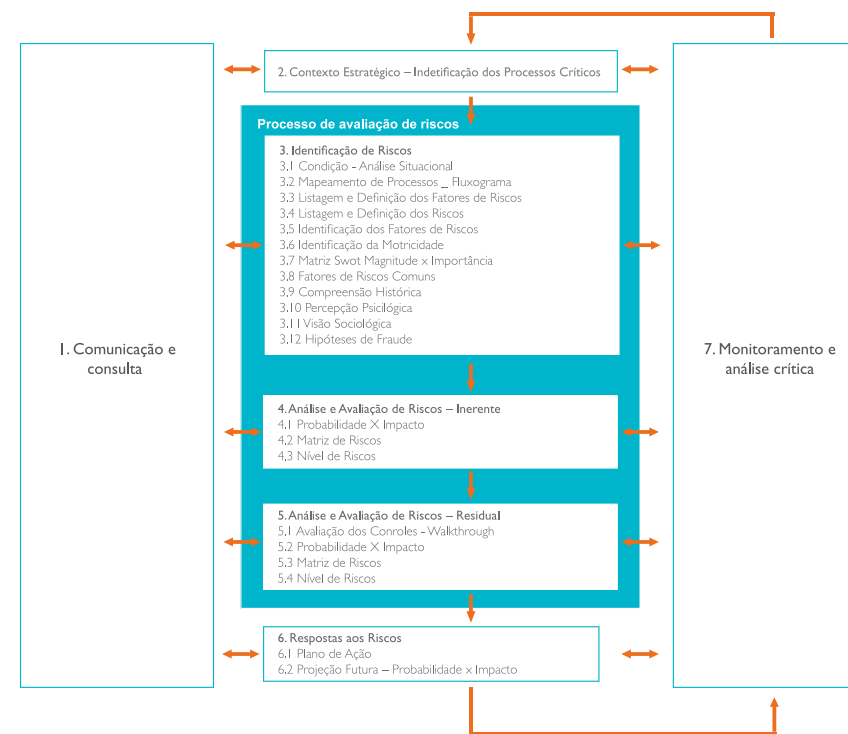 1. Comunicação e
consulta
2. Contexto Estratégico – Indetificação dos Processos Críticos
Processo de avaliação de riscos
3. Identificação de Riscos
3.1 Condição - Análise Situacional
3.2 Mapeamento de Processos _ Fluxograma
3.3 Listagem e Definição dos Fatores de Riscos
3.4 Listagem e Definição dos Riscos
3.5 Identificação dos Fatores de Riscos
3.6 Identificação da Motricidade
3.7 Matriz Swot Magnitude x Importância
3.8 Fatores de Riscos Comuns
3.9 Compreensão Histórica
3.10 Percepção Psicilógica
3.11 Visão Sociológica
3.12 Hipóteses de Fraude
4. Análise e Avaliação de Riscos – Inerente
4.1 Probabilidade X Impacto
4.2 Matriz de Riscos
4.3 Nível de Riscos
5. Análise e Avaliação de Riscos – Residual
5.1 Avaliação dos Conroles - Walkthrough
5.2 Probabilidade X Impacto
5.3 Matriz de Riscos
5.4 Nível de Riscos
6. Respostas aos Riscos
6.1 Plano de Ação
6.2 Projeção Futura – Probabilidade x Impacto
7. Monitoramento e
análise crítica